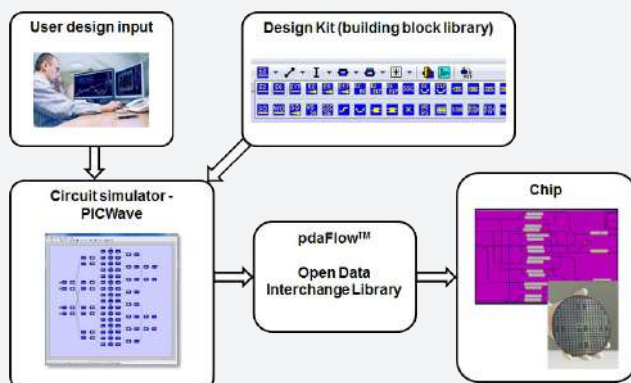 User design input
Design Kit (building block library)
Circuit simulator -
PICWave
pdaFlow™
Open Data
Interchange Library
Chip